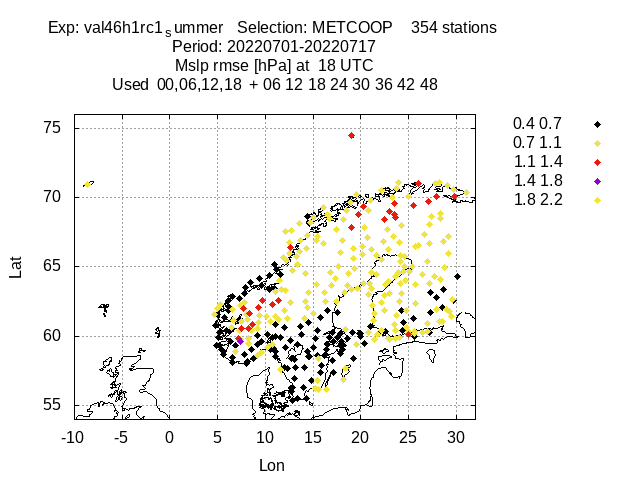 Exp: val46h1rc1summer Selection: METCOOP 354 stations
Period: 20220701-20220717
Mslp rmse [hPa] at 18 UTC
Used 00,06,12,18 + 06 12 18 24 30 36 42 48
75
70
65
60
55
Lat
-10 -5 0 5 10 15 20 25 30
Lon
0.4 0.7
0.7 1.1
1.1 1.4
1.4 1.8
1.8 2.2